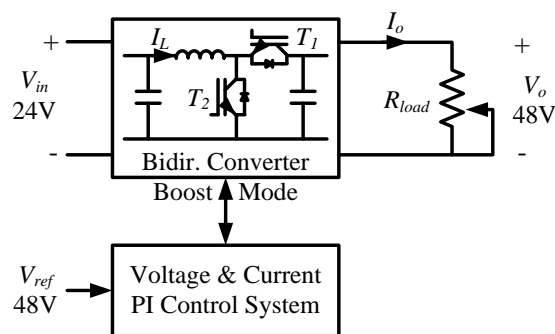 +
V_in
24V
-
I_L
T_1
T_2
Bidir. Converter
Boost Mode
I_o
R_load
+
V_o
48V
-
V_ref
48V
Voltage & Current
PI Control System